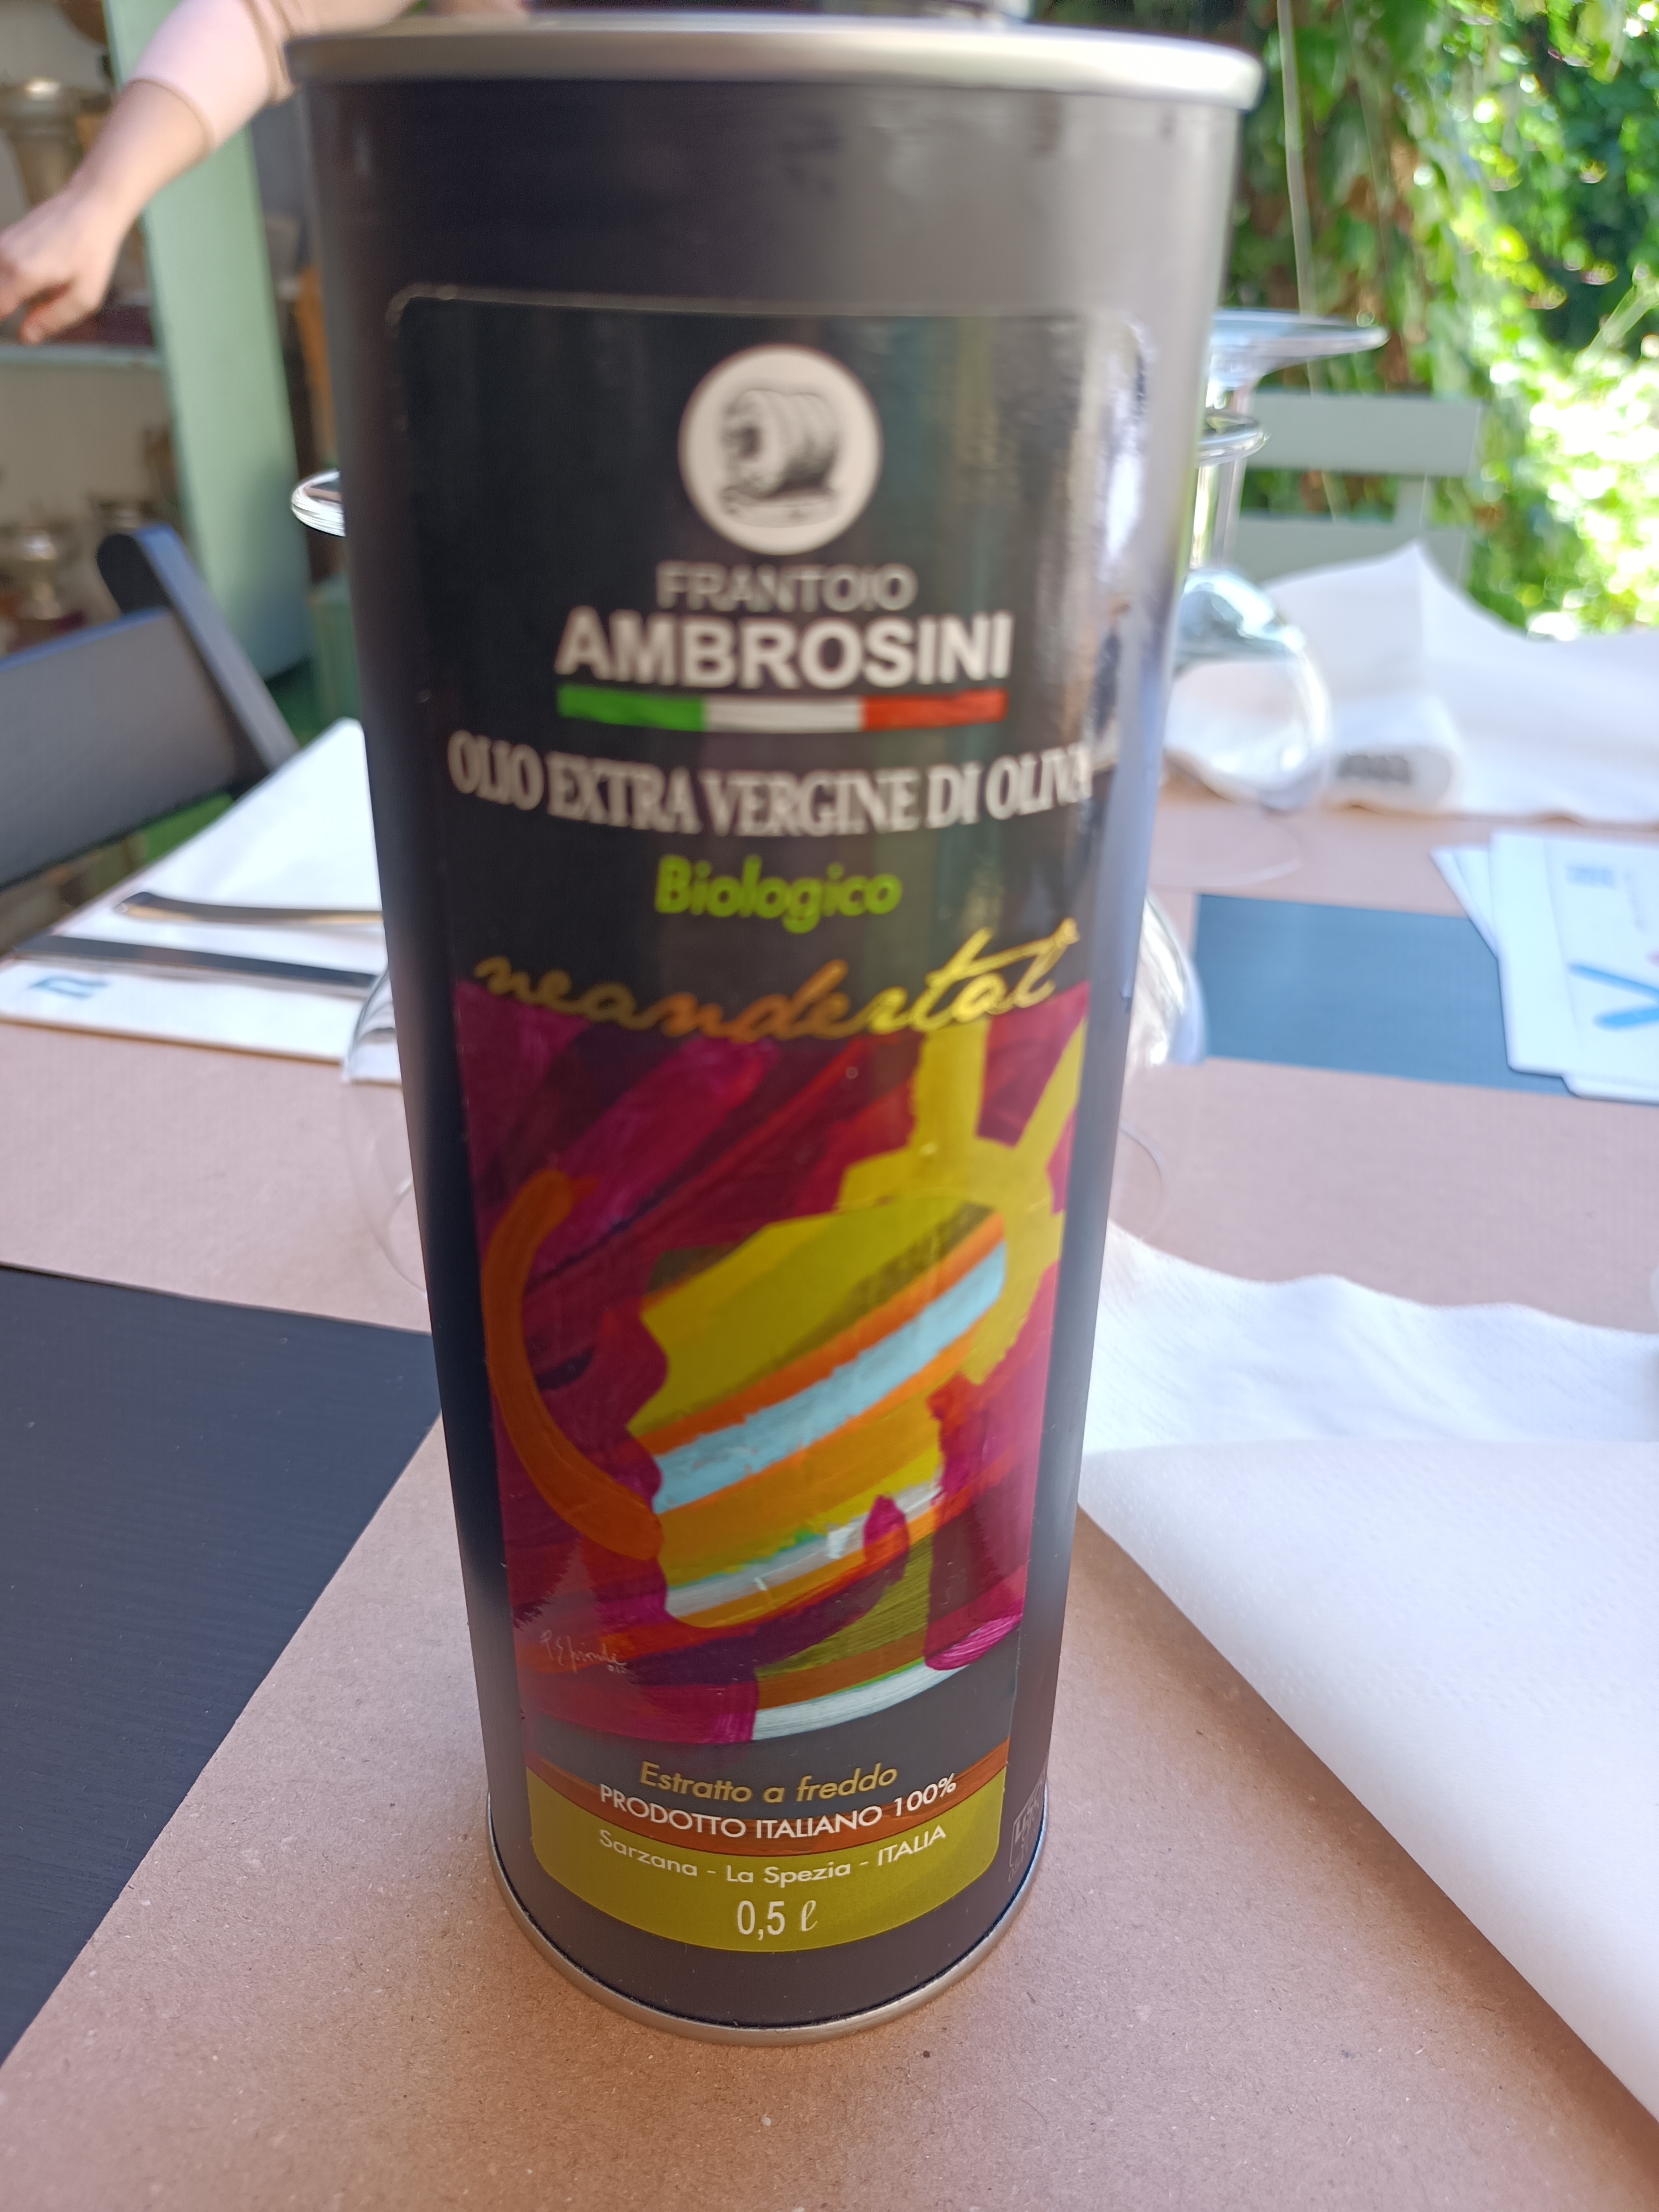 FRANTOIO
AMBROSINI
OLIO EXTRA VERGINE DI OLIVA
Biologico
neandertal
Estratto a freddo
PRODOTTO ITALIANO 100%
Sarzana - La Spezia - ITALIA
0,5 ℓ